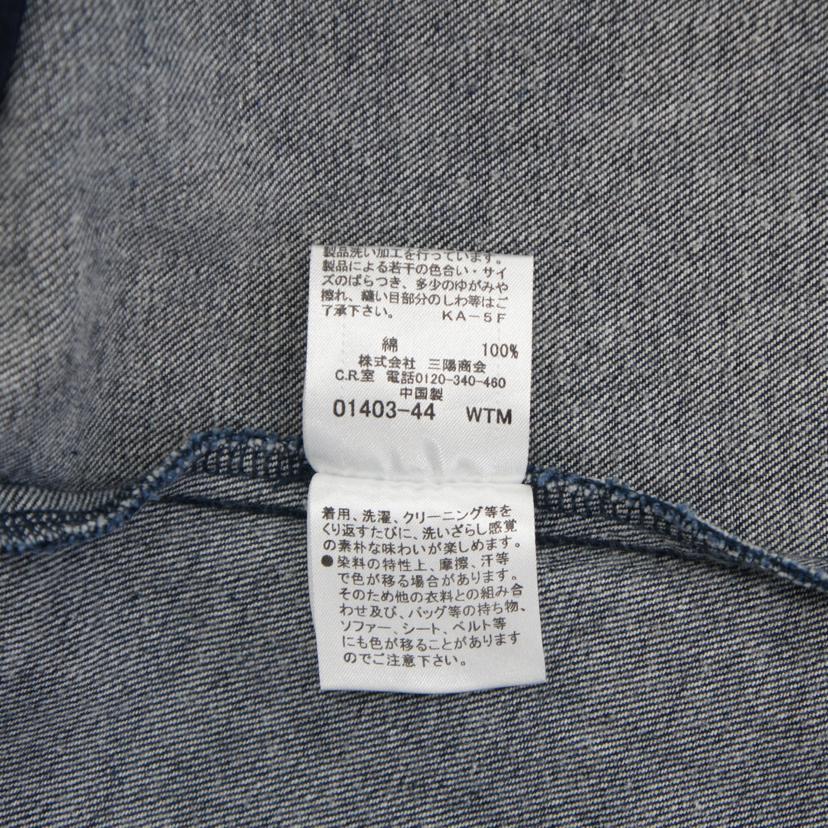 製品洗い加工を行っています。
製品による若干の色合い・サイ
ズのばらつき、多少のゆがみや
擦れ、縫い目部分のしわ等はご
了承下さい。 KA-5F
綿 100%
株式会社 三陽商会
C.R.室 電話0120-340-460
中国製
01403-44 WTM
着用、洗濯、クリーニング等を
くり返すたびに、洗いざらし感覚
の素朴な味わいが楽しめます。
●染料の特性上、摩擦、汗等
で色が移る場合があります。
そのため他の衣料との組み合
わせ及び、バッグ等の持ち物、
ソファー、シート、ベルト等
にも色が移ることがあります
のでご注意下さい。